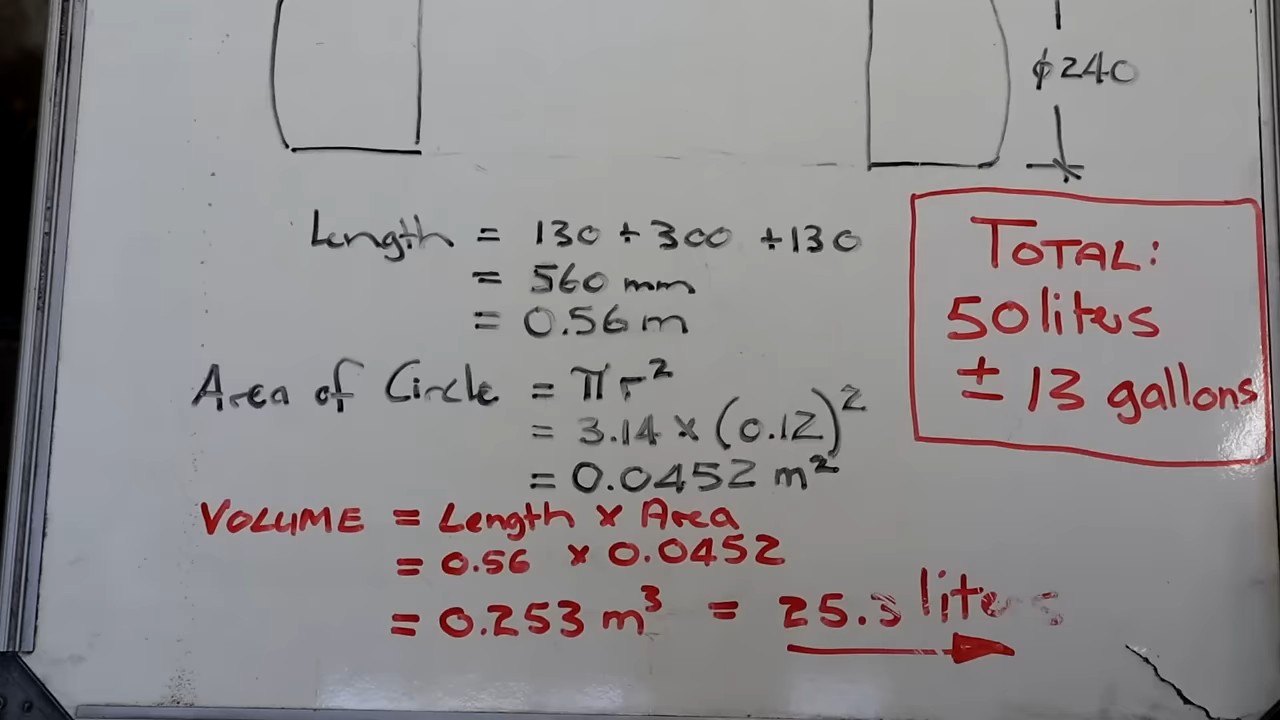 ϕ240
Length = 130 + 300 + 130
= 560 mm
= 0.56 m
Area of Circle = πr²
= 3.14 × (0.12)²
= 0.0452 m²
VOLUME = Length × Area
= 0.56 × 0.0452
= 0.253 m³ = 25.3 liters
TOTAL:
50 liters
± 13 gallons